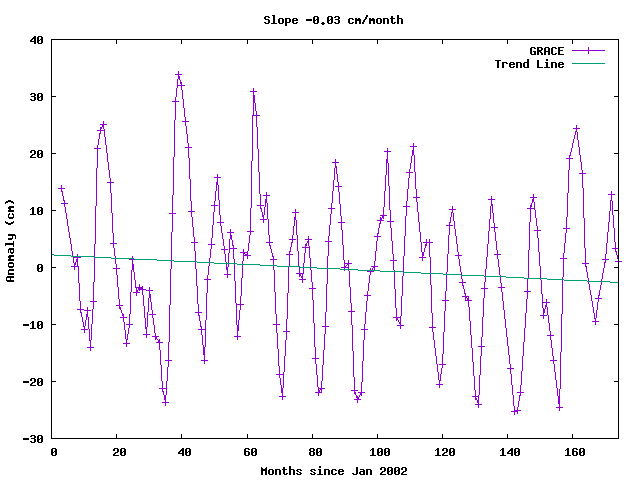 Slope -0.03 cm/month
GRACE
Trend Line
40
30
20
10
0
-10
-20
-30
Anomaly (cm)
0 20 40 60 80 100 120 140 160
Months since Jan 2002